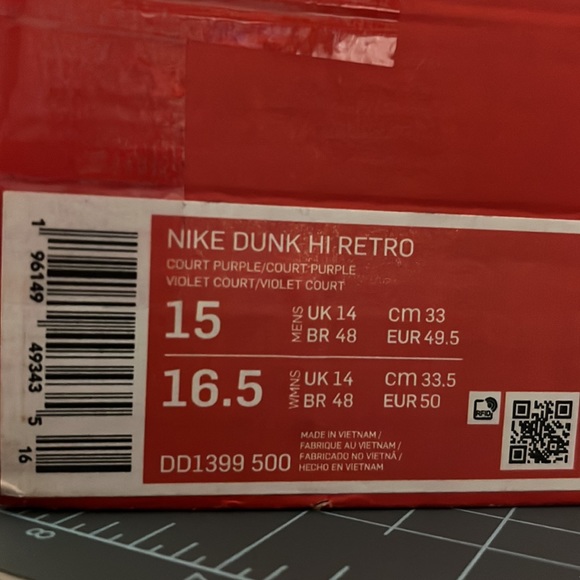 NIKE DUNK HI RETRO
COURT PURPLE/COURT PURPLE
VIOLET COURT/VIOLET COURT
15 MENS UK 14 CM 33
BR 48 EUR 49.5
16.5 WMNS UK 14 CM 33.5
BR 48 EUR 50
RFID
DD1399 500
MADE IN VIETNAM /
FABRIQUE AU VIETNAM /
FABRICADO NO VIETNÃ /
HECHO EN VIETNAM
1 96149 49343 5 16
8